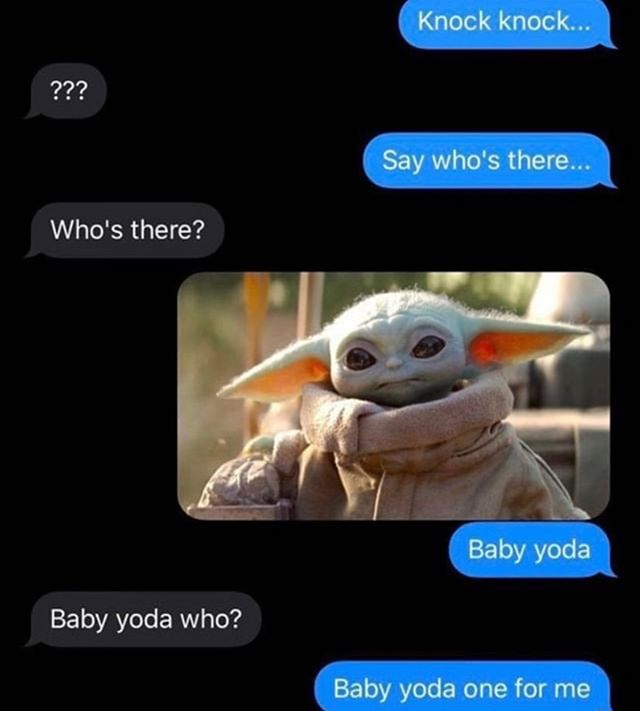 Knock knock...
???
Say who's there...
Who's there?
Baby yoda
Baby yoda who?
Baby yoda one for me